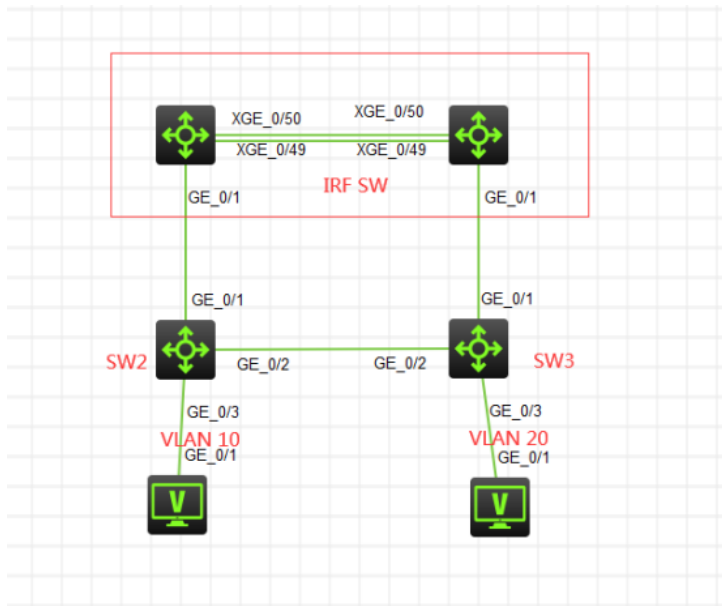 XGE_0/50 XGE_0/50
XGE_0/49 XGE_0/49
IRF SW
GE_0/1 GE_0/1
GE_0/1 GE_0/1
SW2 GE_0/2 GE_0/2 SW3
GE_0/3 GE_0/3
VLAN 10 VLAN 20
GE_0/1 GE_0/1
V V